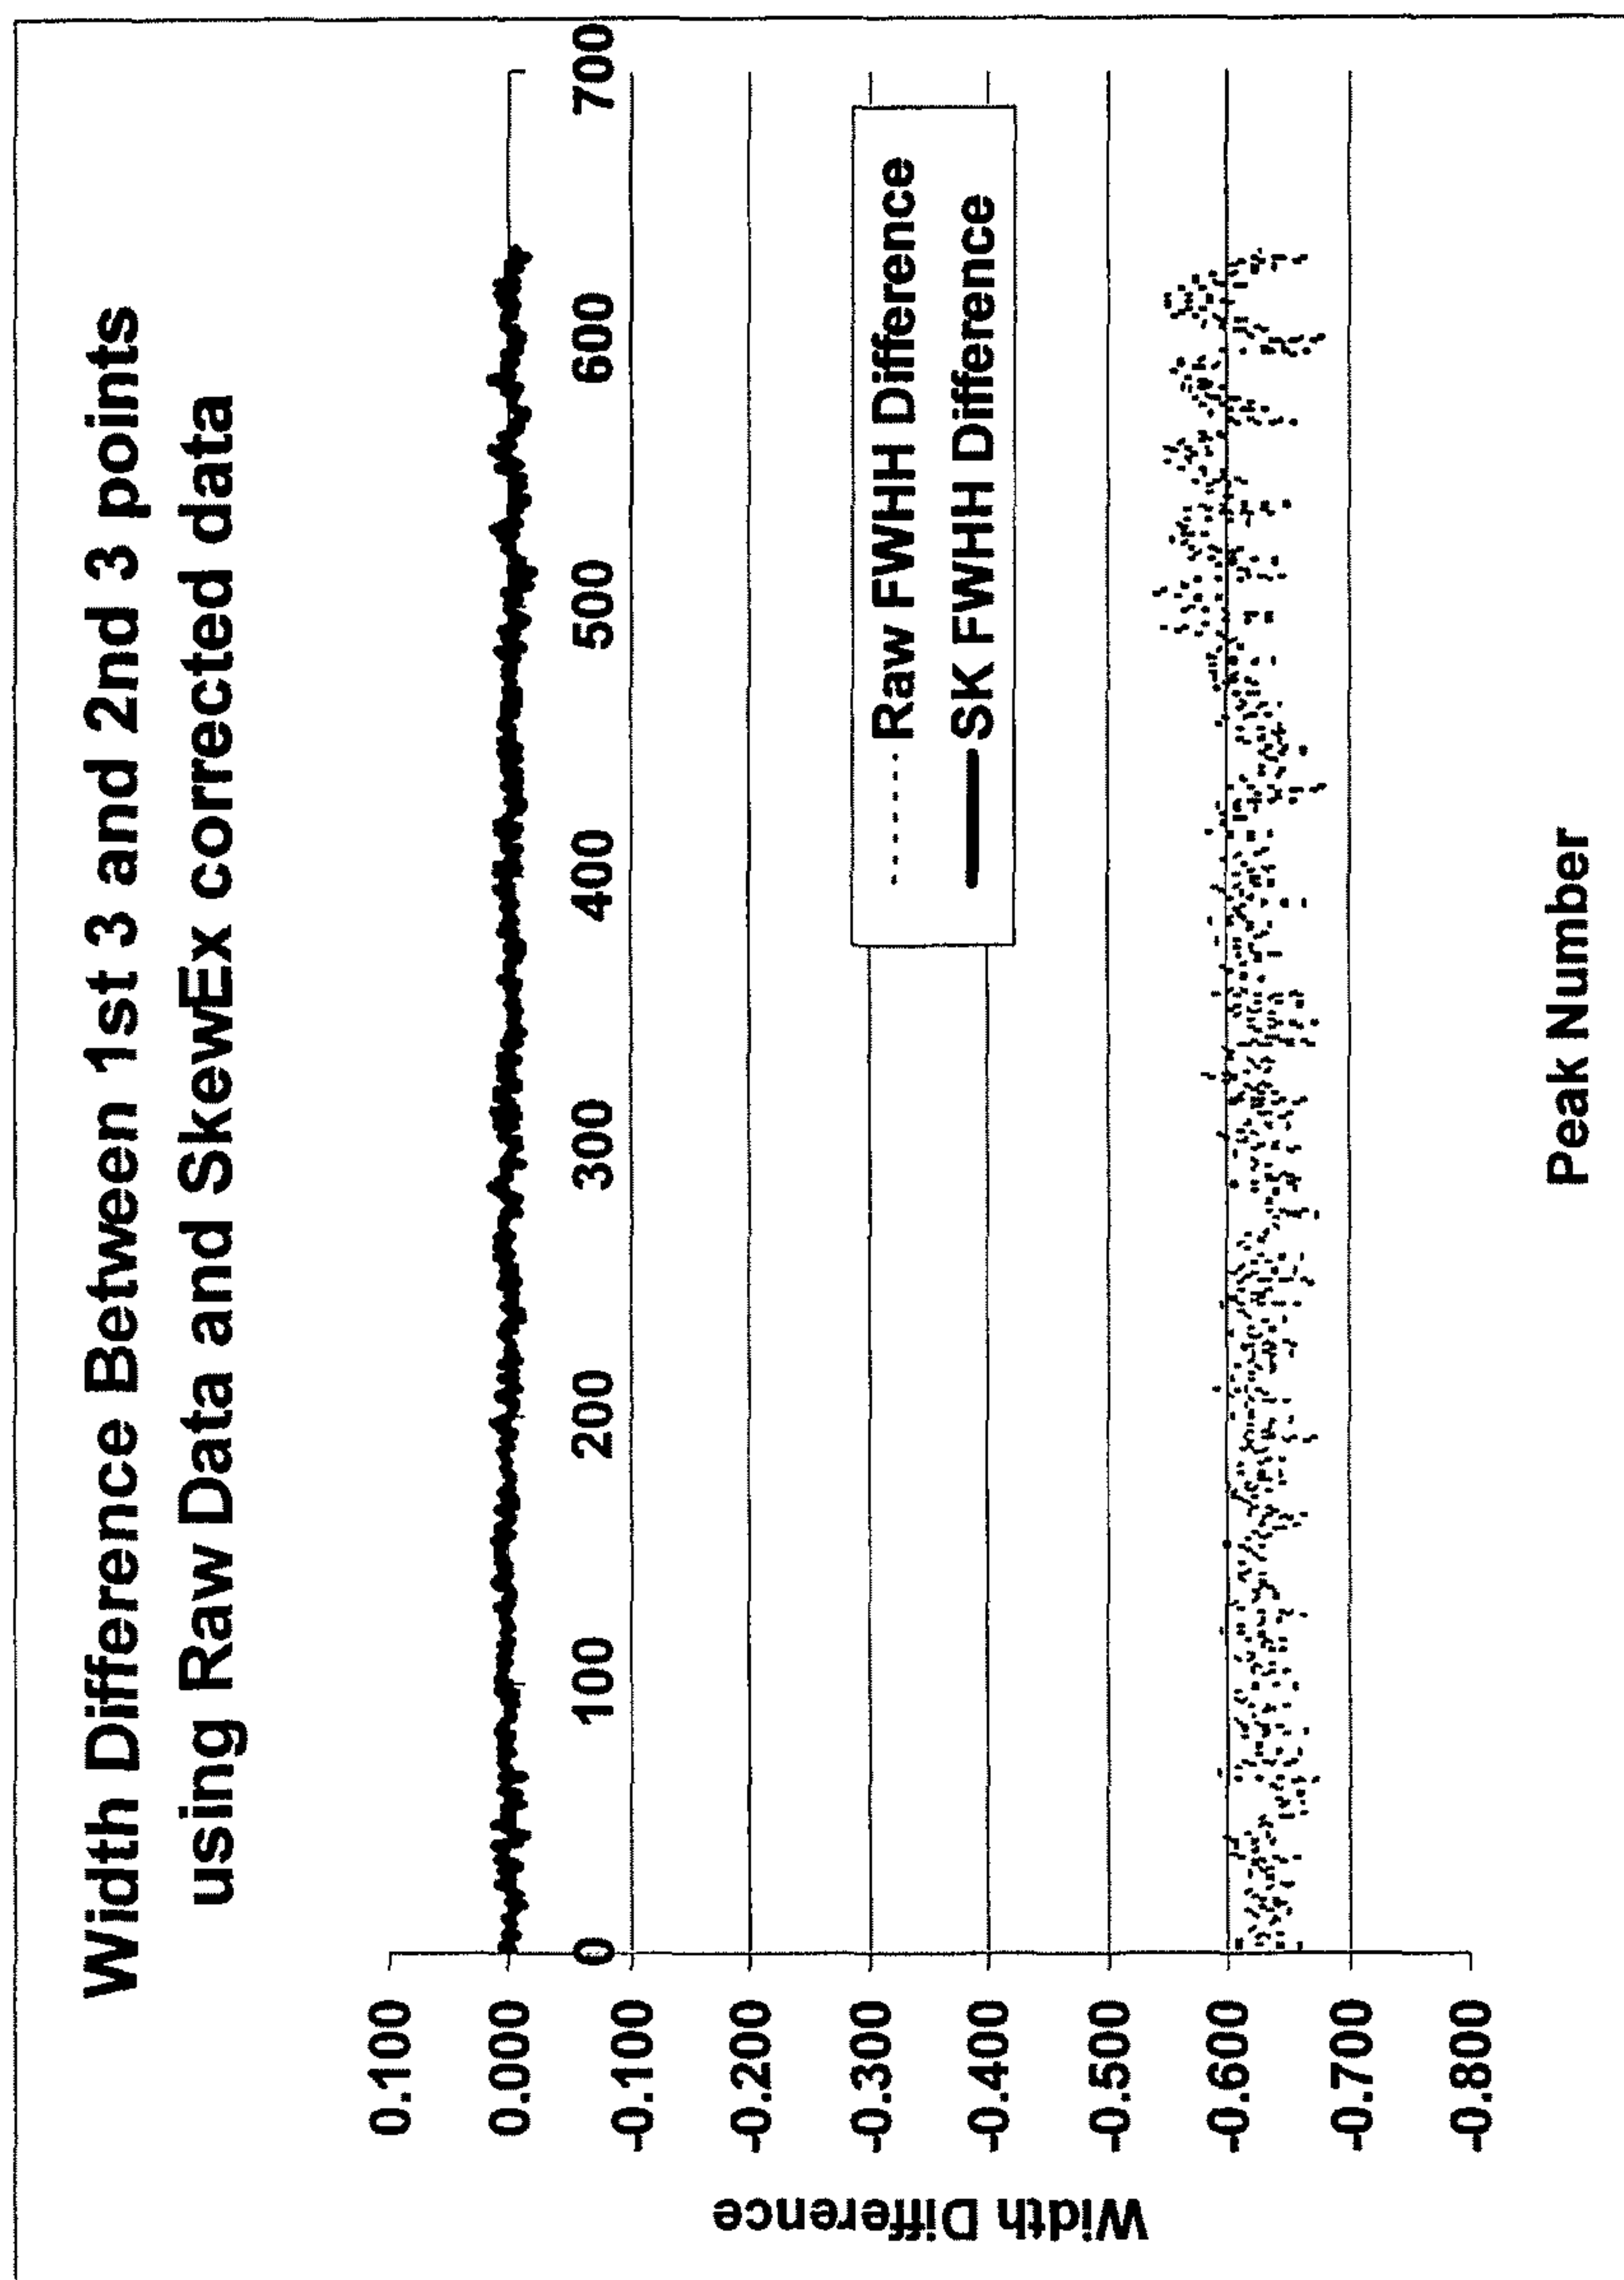 Width Difference Between 1st 3 and 2nd 3 points
using Raw Data and SkewEx corrected data
Width Difference
0.100
0.000
-0.100
-0.200
-0.300
-0.400
-0.500
-0.600
-0.700
-0.800
0 100 200 300 400 500 600 700
Raw FWHH Difference
SK FWHH Difference
Peak Number